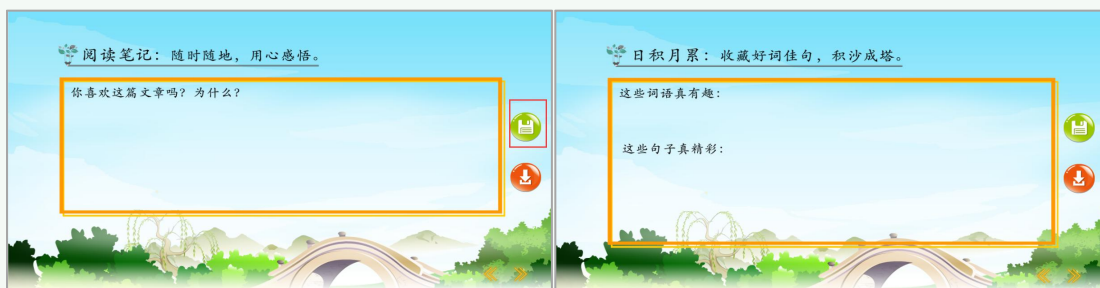 阅读笔记：随时随地，用心感悟。
你喜欢这篇文章吗？为什么？
日积月累：收藏好词佳句，积沙成塔。
这些词语真有趣：
这些句子真精彩：